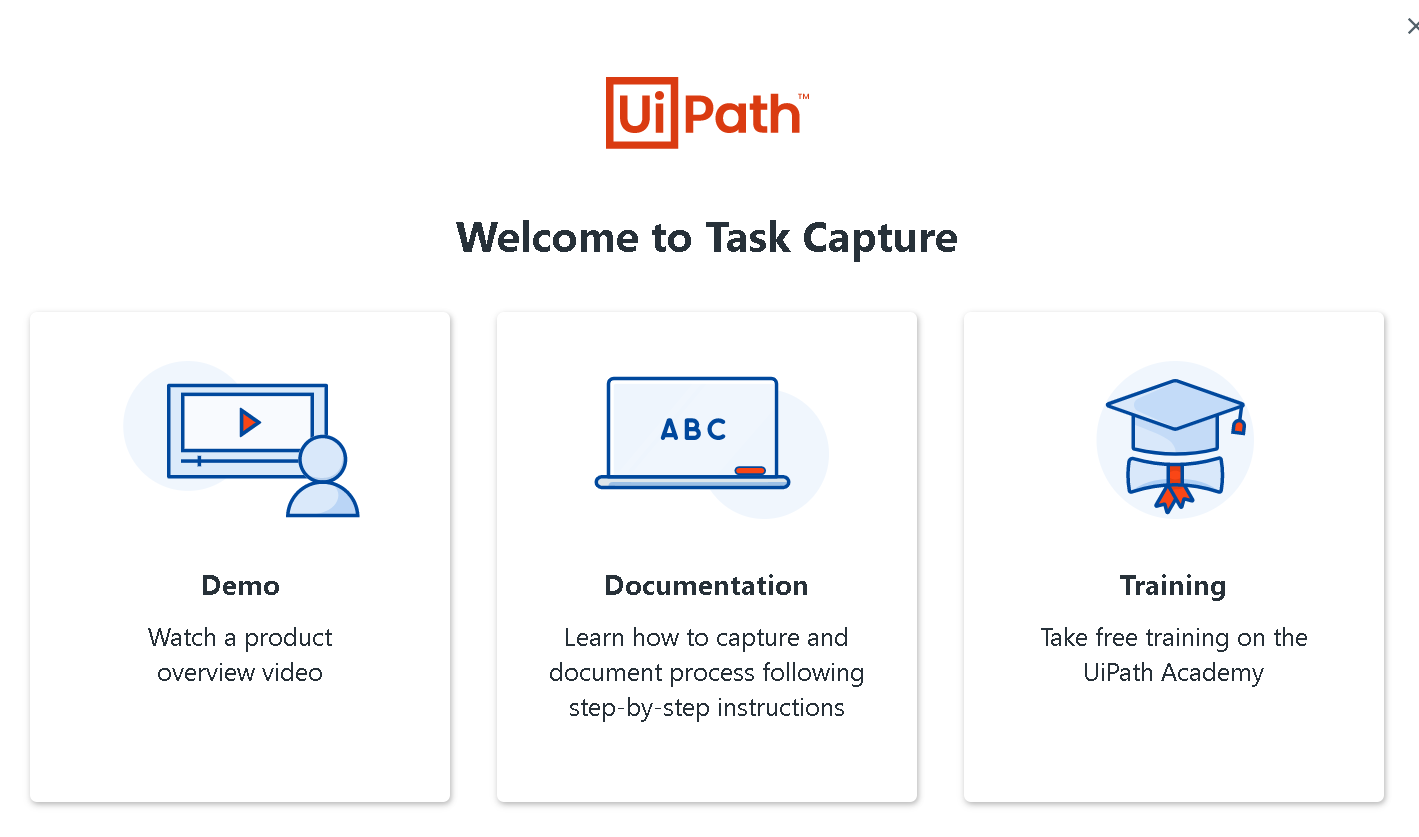 UiPath™
Welcome to Task Capture
ABC
Demo
Watch a product
overview video
Documentation
Learn how to capture and
document process following
step-by-step instructions
Training
Take free training on the
UiPath Academy